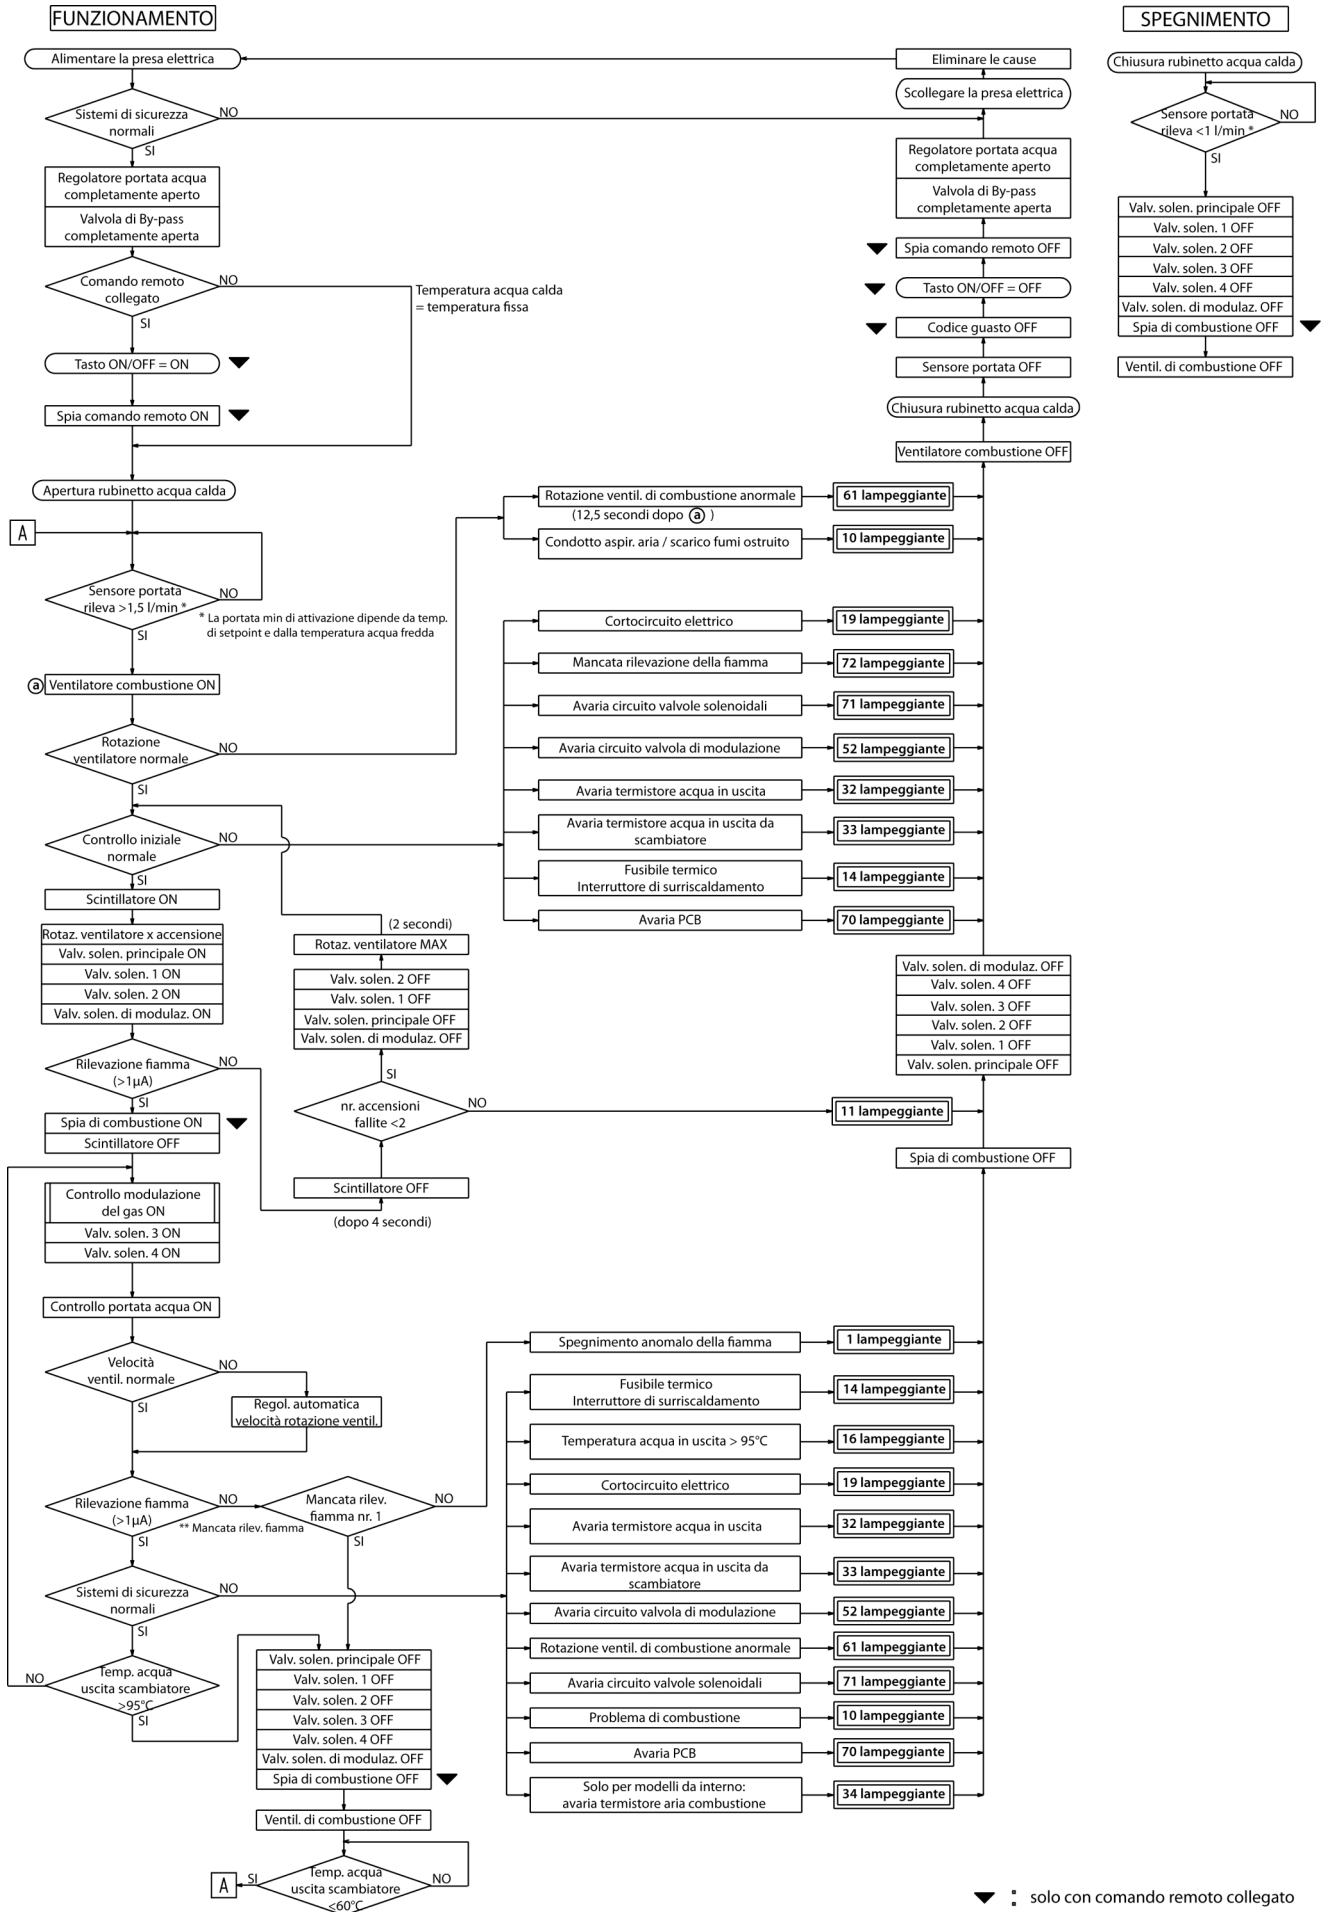 FUNZIONAMENTO
SPEGNIMENTO
Alimentare la presa elettrica
Sistemi di sicurezza
normali
NO
SI
Regolatore portata acqua
completamente aperto
Valvola di By-pass
completamente aperta
Comando remoto
collegato
NO
Temperatura acqua calda
= temperatura fissa
SI
Tasto ON/OFF = ON
Spia comando remoto ON
Apertura rubinetto acqua calda
A
Sensore portata
rileva >1,5 l/min *
NO
* La portata min di attivazione dipende da temp.
di setpoint e dalla temperatura acqua fredda
SI
a
Ventilatore combustione ON
Rotazione
ventilatore normale
NO
SI
Controllo iniziale
normale
NO
SI
Scintillatore ON
Rotaz. ventilatore x accensione
Valv. solen. principale ON
Valv. solen. 1 ON
Valv. solen. 2 ON
Valv. solen. di modulaz. ON
Rilevazione fiamma
(>1µA)
NO
SI
Spia di combustione ON
Scintillatore OFF
Controllo modulazione
del gas ON
Valv. solen. 3 ON
Valv. solen. 4 ON
Controllo portata acqua ON
Velocità
ventil. normale
NO
SI
Regol. automatica
velocità rotazione ventil.
Rilevazione fiamma
(>1µA)
NO
** Mancata rilev. fiamma
SI
Mancata rilev.
fiamma nr. 1
NO
SI
Sistemi di sicurezza
normali
NO
SI
Temp. acqua
uscita scambiatore
>95°C
NO
SI
Valv. solen. principale OFF
Valv. solen. 1 OFF
Valv. solen. 2 OFF
Valv. solen. 3 OFF
Valv. solen. 4 OFF
Valv. solen. di modulaz. OFF
Spia di combustione OFF
Ventil. di combustione OFF
Temp. acqua
uscita scambiatore
<60°C
NO
SI
A
(2 secondi)
Rotaz. ventilatore MAX
Valv. solen. 2 OFF
Valv. solen. 1 OFF
Valv. solen. principale OFF
Valv. solen. di modulaz. OFF
SI
nr. accensioni
fallite <2
NO
Scintillatore OFF
(dopo 4 secondi)
Rotazione ventil. di combustione anormale
61 lampeggiante
(12,5 secondi dopo a )
Condotto aspir. aria / scarico fumi ostruito
10 lampeggiante
Cortocircuito elettrico
19 lampeggiante
Mancata rilevazione della fiamma
72 lampeggiante
Avaria circuito valvole solenoidali
71 lampeggiante
Avaria circuito valvola di modulazione
52 lampeggiante
Avaria termistore acqua in uscita
32 lampeggiante
Avaria termistore acqua in uscita da
scambiatore
33 lampeggiante
Fusibile termico
Interruttore di surriscaldamento
14 lampeggiante
Avaria PCB
70 lampeggiante
11 lampeggiante
Spegnimento anomalo della fiamma
1 lampeggiante
Fusibile termico
Interruttore di surriscaldamento
14 lampeggiante
Temperatura acqua in uscita > 95°C
16 lampeggiante
Cortocircuito elettrico
19 lampeggiante
Avaria termistore acqua in uscita
32 lampeggiante
Avaria termistore acqua in uscita da
scambiatore
33 lampeggiante
Avaria circuito valvola di modulazione
52 lampeggiante
Rotazione ventil. di combustione anormale
61 lampeggiante
Avaria circuito valvole solenoidali
71 lampeggiante
Problema di combustione
10 lampeggiante
Avaria PCB
70 lampeggiante
Solo per modelli da interno:
avaria termistore aria combustione
34 lampeggiante
Eliminare le cause
Scollegare la presa elettrica
Regolatore portata acqua
completamente aperto
Valvola di By-pass
completamente aperta
Spia comando remoto OFF
Tasto ON/OFF = OFF
Codice guasto OFF
Sensore portata OFF
Chiusura rubinetto acqua calda
Ventilatore combustione OFF
Valv. solen. di modulaz. OFF
Valv. solen. 4 OFF
Valv. solen. 3 OFF
Valv. solen. 2 OFF
Valv. solen. 1 OFF
Valv. solen. principale OFF
Spia di combustione OFF
Chiusura rubinetto acqua calda
Sensore portata
rileva <1 l/min *
NO
SI
Valv. solen. principale OFF
Valv. solen. 1 OFF
Valv. solen. 2 OFF
Valv. solen. 3 OFF
Valv. solen. 4 OFF
Valv. solen. di modulaz. OFF
Spia di combustione OFF
Ventil. di combustione OFF
: solo con comando remoto collegato